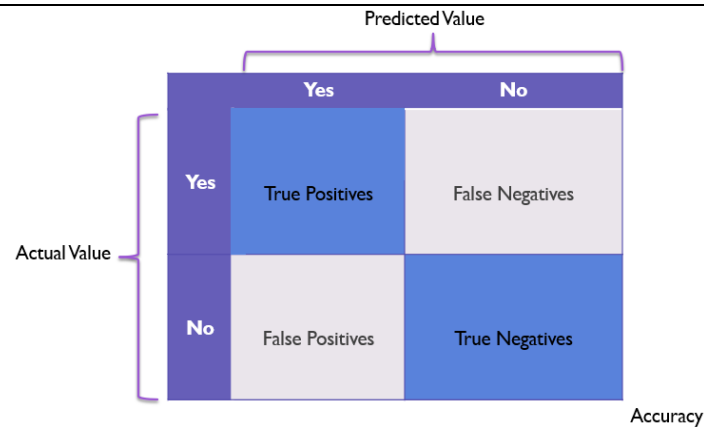 Predicted Value
Yes No
Yes True Positives False Negatives
Actual Value
No False Positives True Negatives
Accuracy